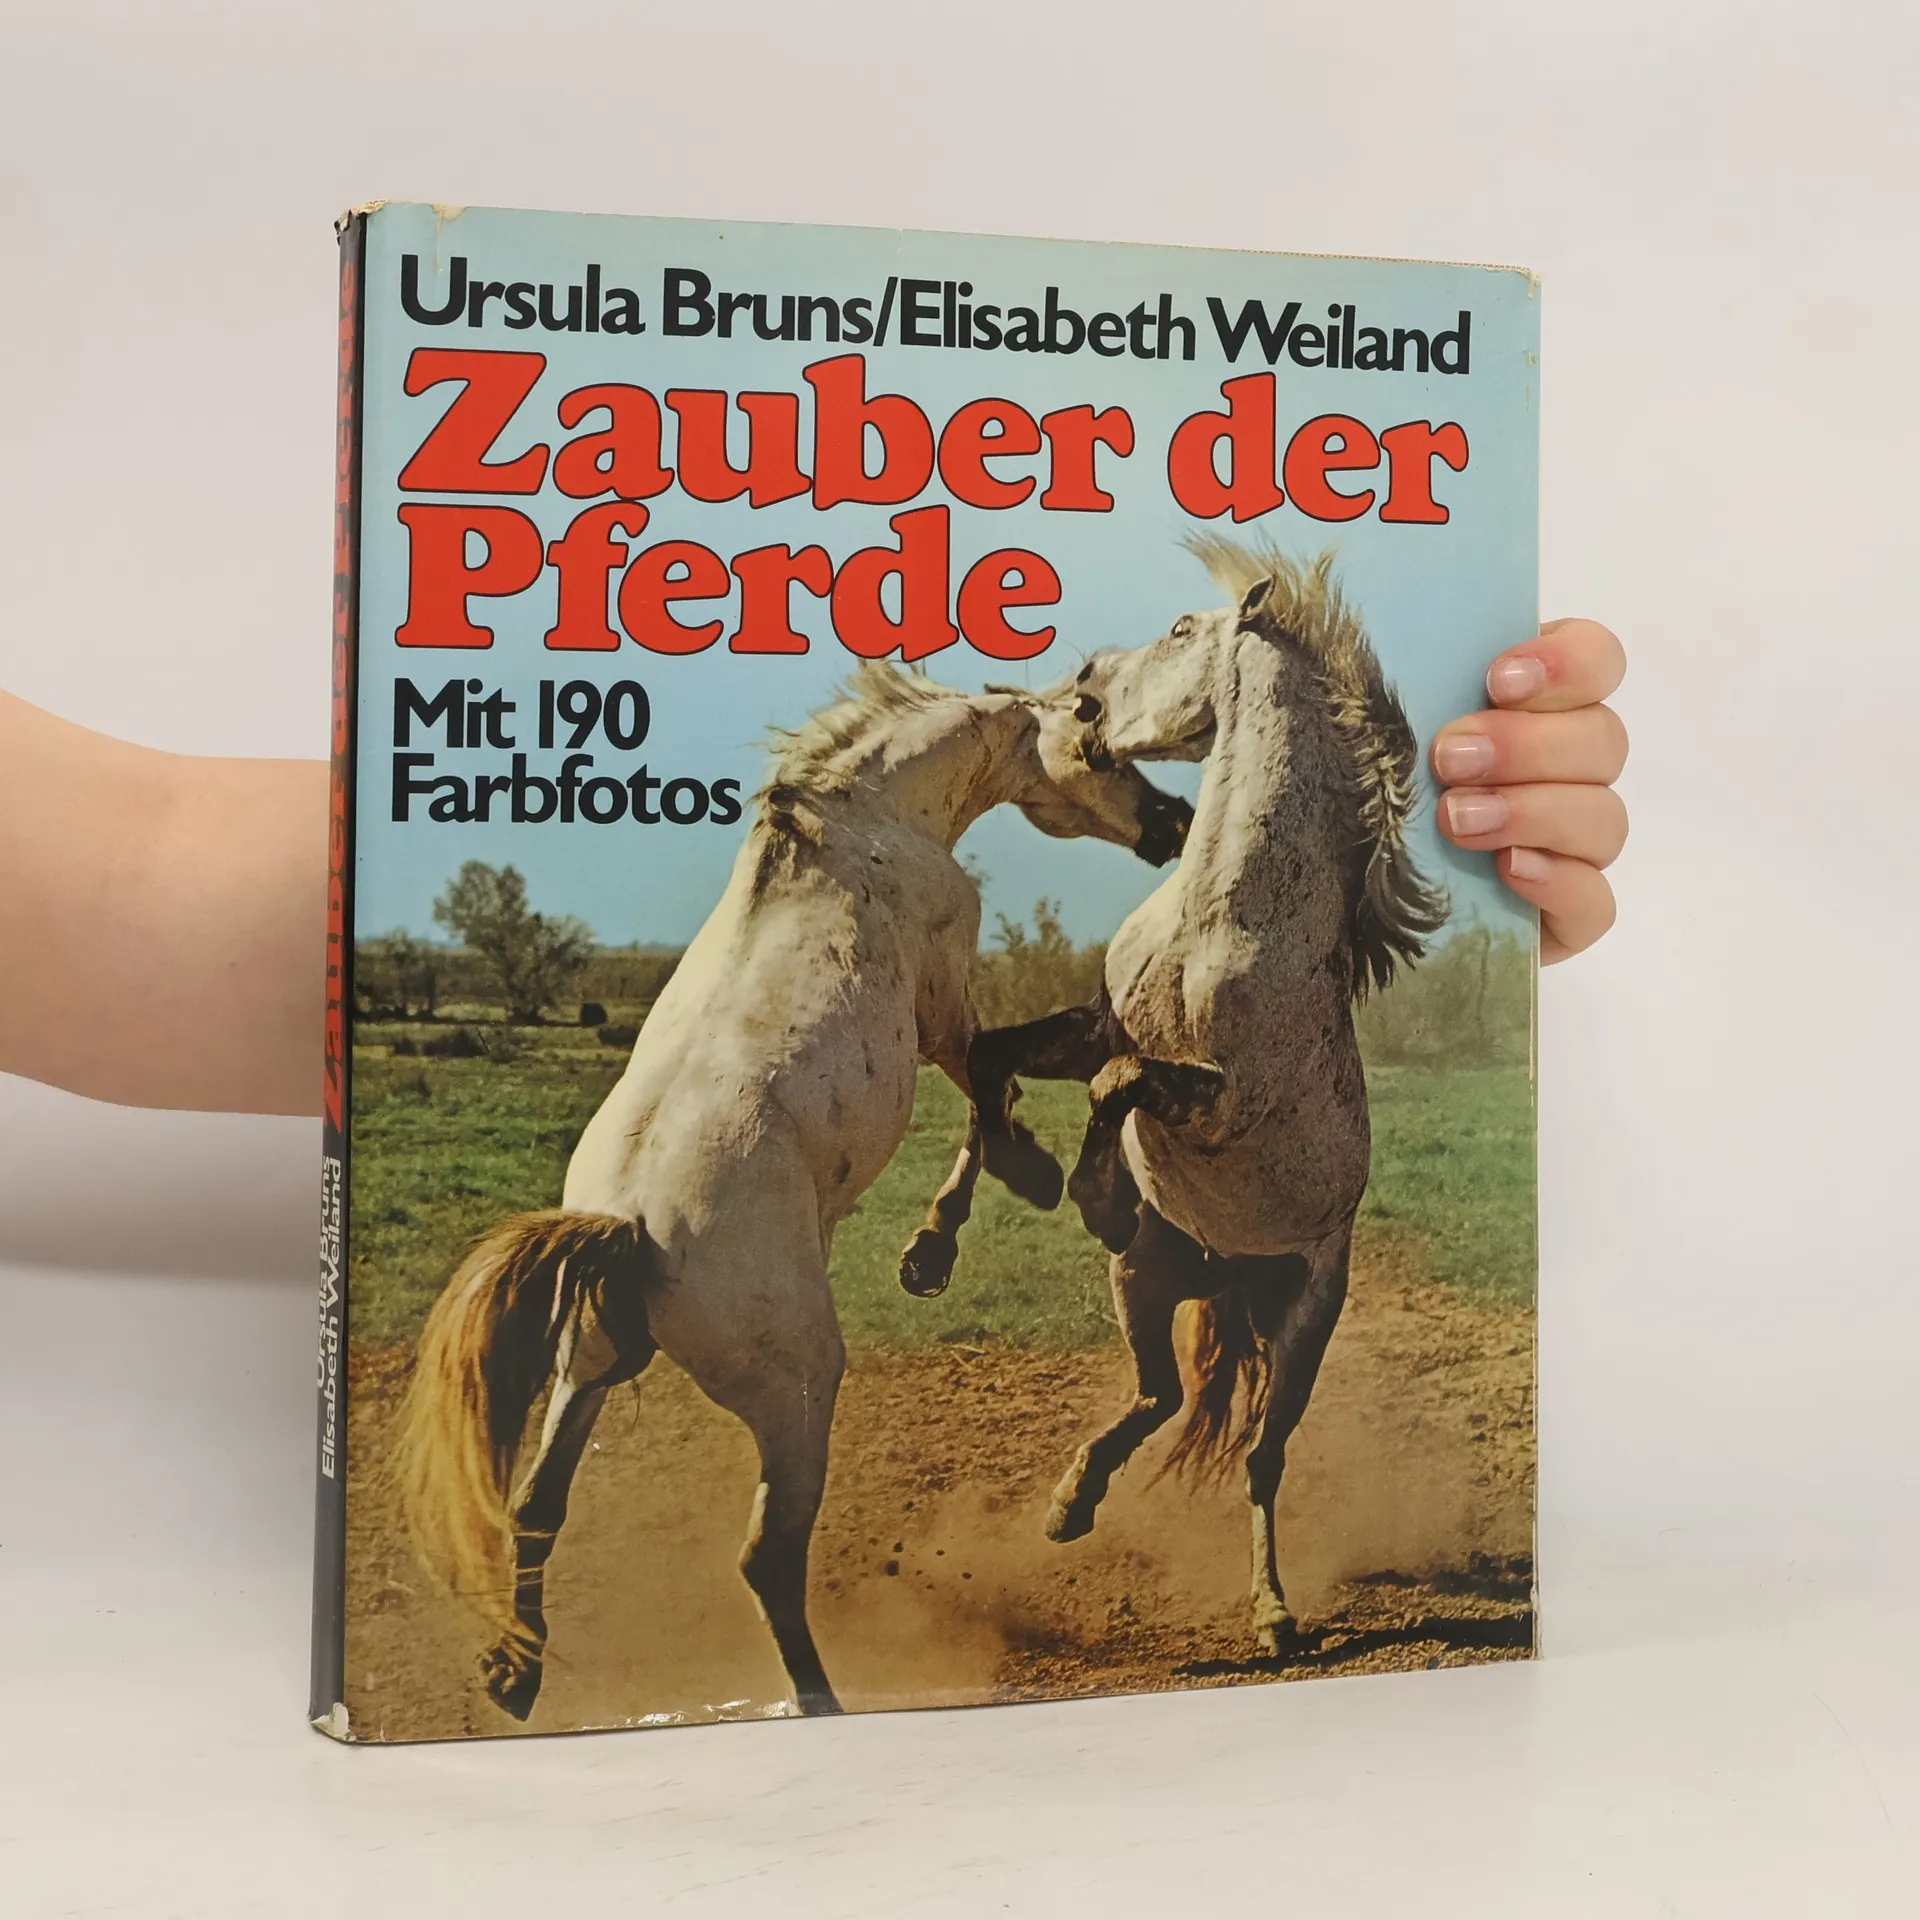 Ursula Bruns/Elisabeth Weiland
Zauber der
Pferde
Mit 190
Farbfotos
Ursula Bruns
Elisabeth Weiland
Zauber der Pferde